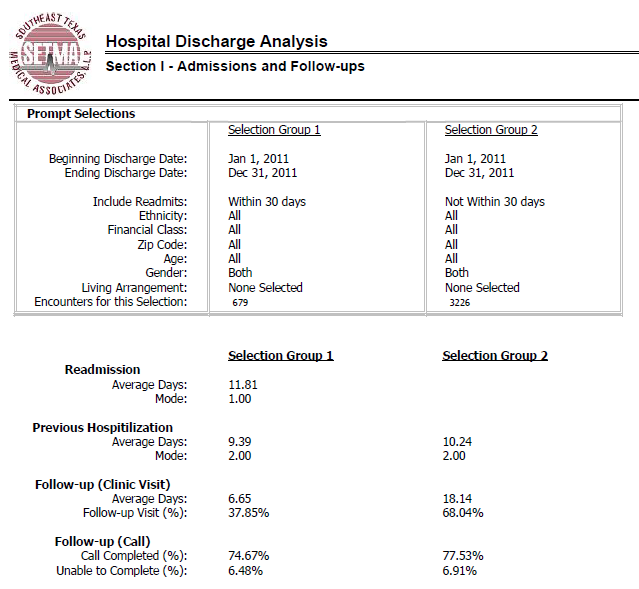 SOUTHEAST TEXAS
SETMA
MEDICAL ASSOCIATES, L.L.P.
Hospital Discharge Analysis
Section I - Admissions and Follow-ups
Prompt Selections
Selection Group 1 Selection Group 2
Beginning Discharge Date: Jan 1, 2011 Jan 1, 2011
Ending Discharge Date: Dec 31, 2011 Dec 31, 2011
Include Readmits: Within 30 days Not Within 30 days
Ethnicity: All All
Financial Class: All All
Zip Code: All All
Age: All All
Gender: Both Both
Living Arrangement: None Selected None Selected
Encounters for this Selection: 679 3226
Selection Group 1 Selection Group 2
Readmission
Average Days: 11.81
Mode: 1.00
Previous Hospitilization
Average Days: 9.39 10.24
Mode: 2.00 2.00
Follow-up (Clinic Visit)
Average Days: 6.65 18.14
Follow-up Visit (%): 37.85% 68.04%
Follow-up (Call)
Call Completed (%): 74.67% 77.53%
Unable to Complete (%): 6.48% 6.91%